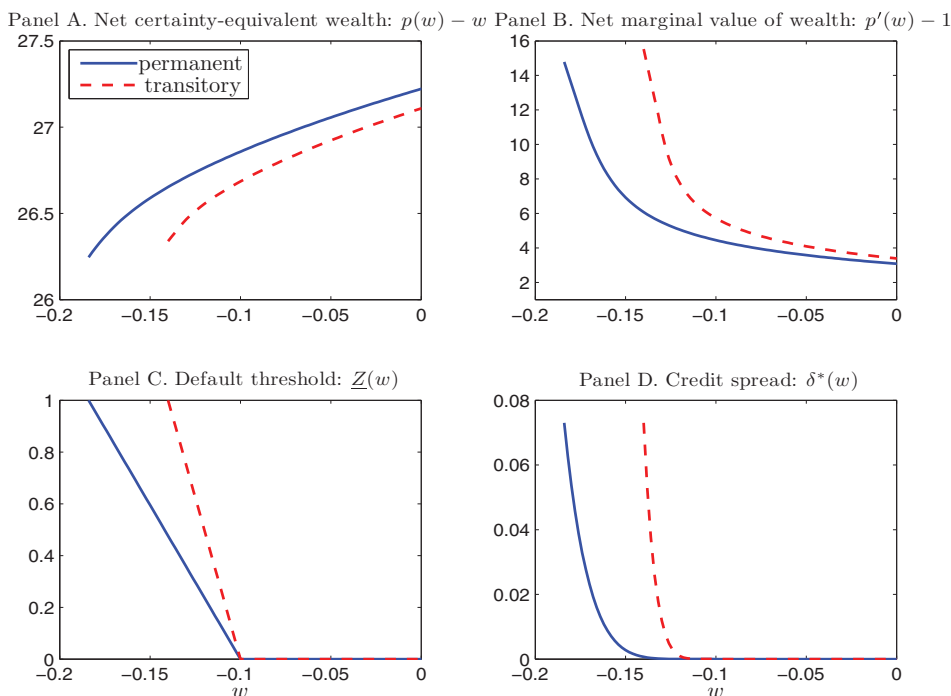 Panel A. Net certainty-equivalent wealth: p(w) − w
27.5
27
26.5
26
−0.2 −0.15 −0.1 −0.05 0
permanent
transitory
Panel B. Net marginal value of wealth: p′(w) − 1
16
14
12
10
8
6
4
2
−0.2 −0.15 −0.1 −0.05 0
Panel C. Default threshold: Z̲(w)
1
0.8
0.6
0.4
0.2
0
−0.2 −0.15 −0.1 −0.05 0
w
Panel D. Credit spread: δ*(w)
0.08
0.06
0.04
0.02
0
−0.2 −0.15 −0.1 −0.05 0
w